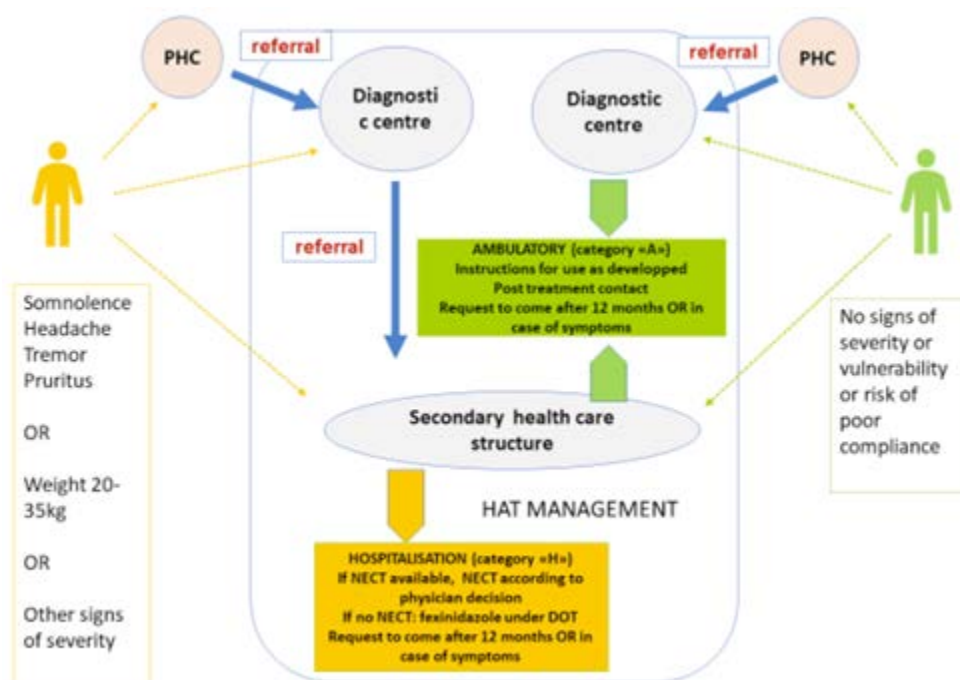 referral
referral
PHC
PHC
Diagnosti
c centre
Diagnostic
centre
referral
AMBULATORY (category «A»)
Instructions for use as developped
Post treatment contact
Request to come after 12 months OR in
case of symptoms
Somnolence
Headache
Tremor
Pruritus
OR
Weight 20-
35kg
OR
Other signs
of severity
No signs of
severity or
vulnerability
or risk of
poor
compliance
Secondary health care
structure
HAT MANAGEMENT
HOSPITALISATION (category «H»)
If NECT available, NECT according to
physician decision
If no NECT: fexinidazole under DOT
Request to come after 12 months OR in
case of symptoms